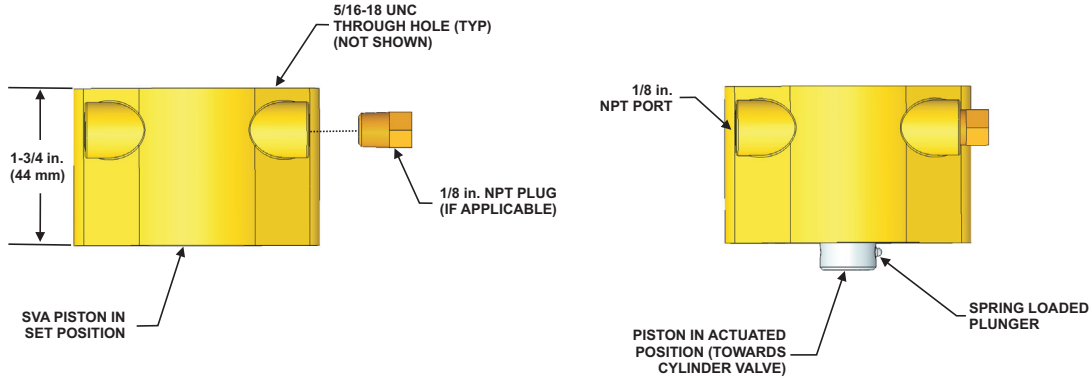 5/16-18 UNC
THROUGH HOLE (TYP)
(NOT SHOWN)
1-3/4 in.
(44 mm)
1/8 in. NPT PLUG
(IF APPLICABLE)
SVA PISTON IN
SET POSITION
1/8 in.
NPT PORT
SPRING LOADED
PLUNGER
PISTON IN ACTUATED
POSITION (TOWARDS
CYLINDER VALVE)